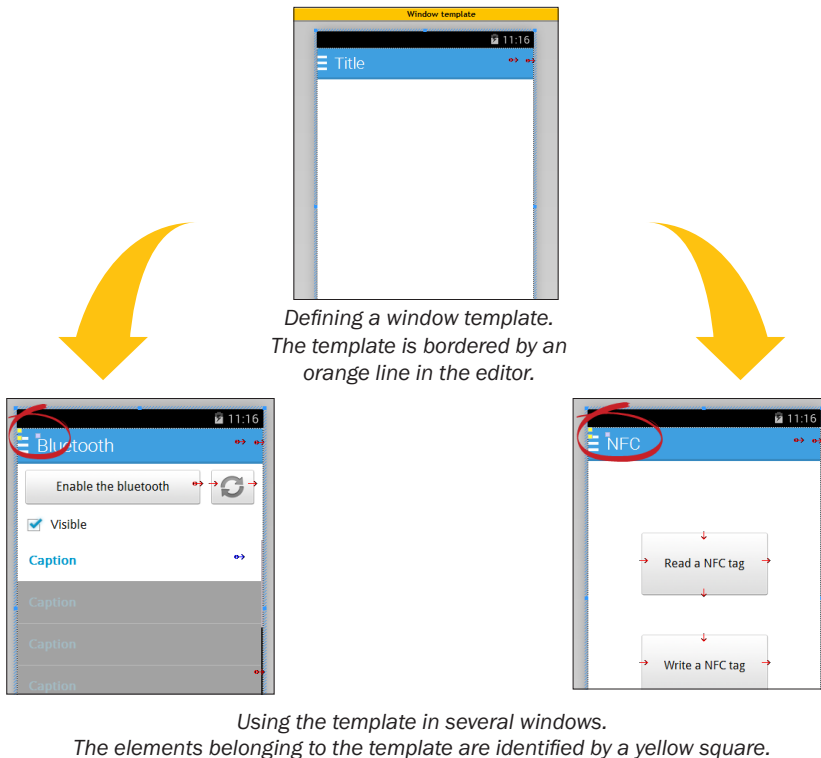 Window template
11:16
Title
Defining a window template.
The template is bordered by an
orange line in the editor.
11:16
Bluetooth
Enable the bluetooth
Visible
Caption
Caption
Caption
Caption
11:16
NFC
Read a NFC tag
Write a NFC tag
Using the template in several windows.
The elements belonging to the template are identified by a yellow square.